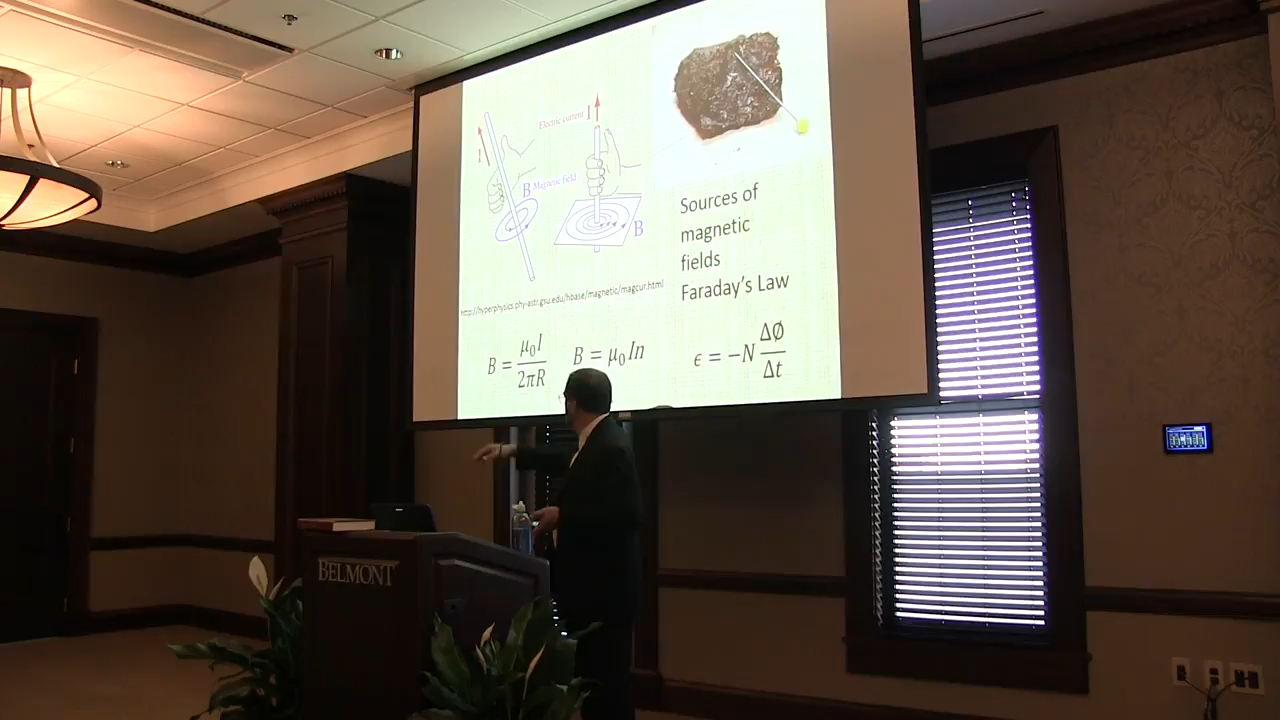 Electric current I
I
B Magnetic field
B
http://hyperphysics.phy-astr.gsu.edu/hbase/magnetic/magcur.html
Sources of
magnetic
fields
Faraday's Law
B = μ₀I / 2πR
B = μ₀In
ϵ = −N ΔØ / Δt
BELMONT